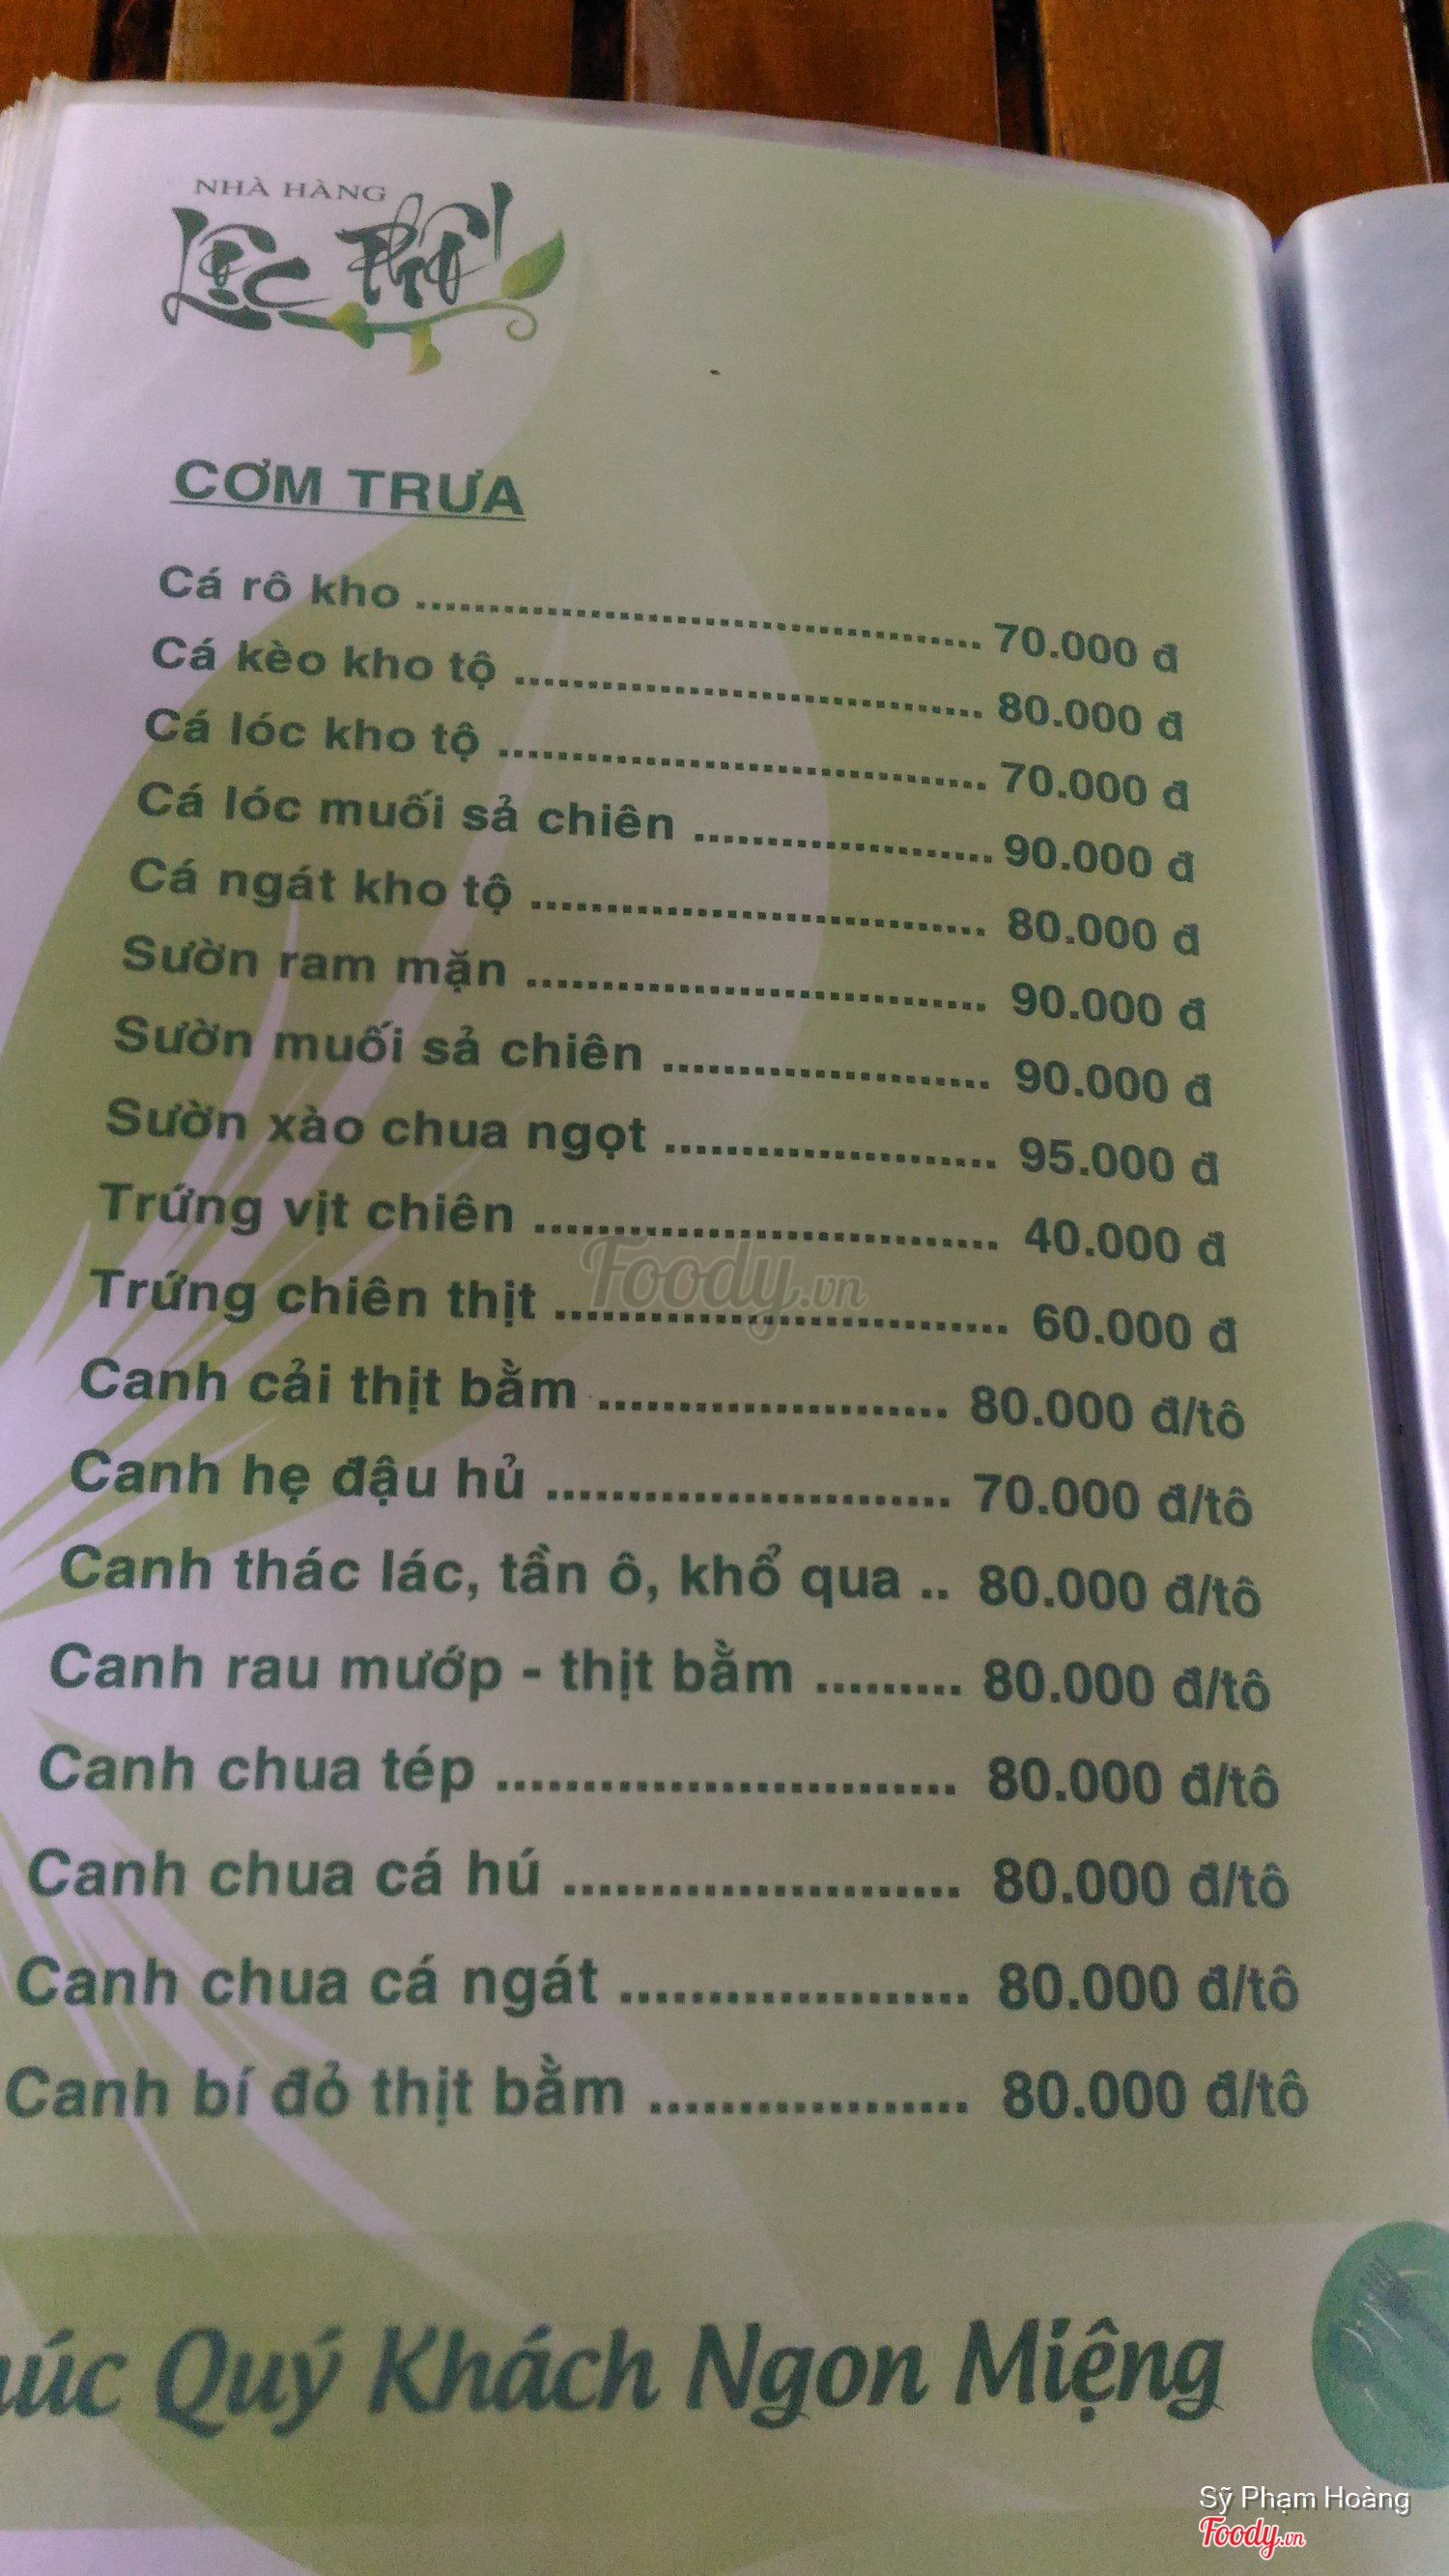 NHÀ HÀNG
Lộc Phố
CƠM TRƯA
Cá rô kho ........................................ 70.000 đ
Cá kèo kho tộ ................................. 80.000 đ
Cá lóc kho tộ .................................. 70.000 đ
Cá lóc muối sả chiên ..................... 90.000 đ
Cá ngát kho tộ ................................ 80.000 đ
Sườn ram mặn ................................ 90.000 đ
Sườn muối sả chiên ....................... 90.000 đ
Sườn xào chua ngọt ....................... 95.000 đ
Trứng vịt chiên ................................ 40.000 đ
Trứng chiên thịt ............................... 60.000 đ
Canh cải thịt bằm ........................ 80.000 đ/tô
Canh hẹ đậu hủ ........................... 70.000 đ/tô
Canh thác lác, tần ô, khổ qua .. 80.000 đ/tô
Canh rau mướp - thịt bằm ......... 80.000 đ/tô
Canh chua tép ............................. 80.000 đ/tô
Canh chua cá hú ......................... 80.000 đ/tô
Canh chua cá ngát ...................... 80.000 đ/tô
Canh bí đỏ thịt bằm .................... 80.000 đ/tô
Foody.vn
Quý Khách Ngon Miệng
Sỹ Phạm Hoàng
Foody.vn